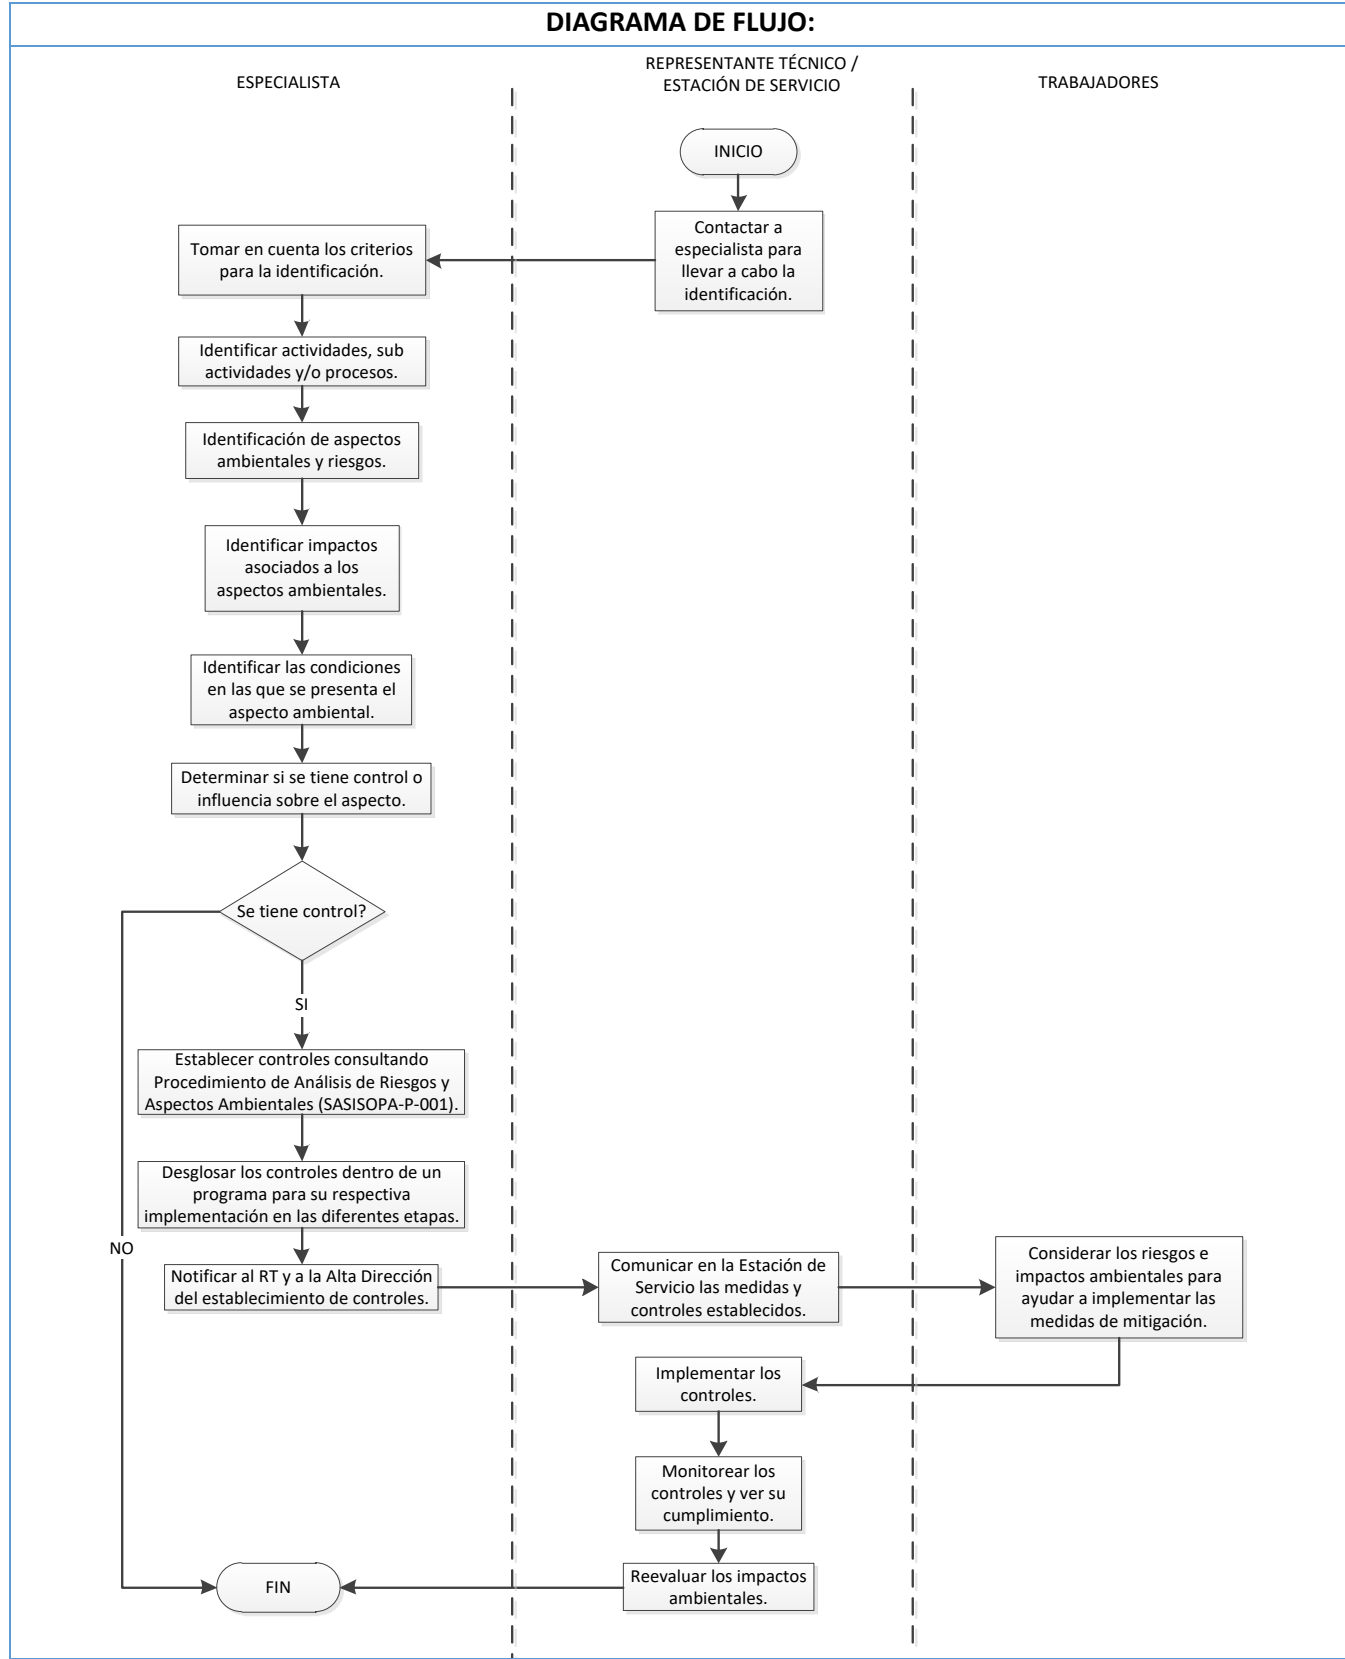 DIAGRAMA DE FLUJO:
ESPECIALISTA
REPRESENTANTE TÉCNICO /
ESTACIÓN DE SERVICIO
TRABAJADORES
INICIO
Contactar a
especialista para
llevar a cabo la
identificación.
Tomar en cuenta los criterios
para la identificación.
Identificar actividades, sub
actividades y/o procesos.
Identificación de aspectos
ambientales y riesgos.
Identificar impactos
asociados a los
aspectos ambientales.
Identificar las condiciones
en las que se presenta el
aspecto ambiental.
Determinar si se tiene control o
influencia sobre el aspecto.
Se tiene control?
SI
Establecer controles consultando
Procedimiento de Análisis de Riesgos y
Aspectos Ambientales (SASISOPA-P-001).
Desglosar los controles dentro de un
programa para su respectiva
implementación en las diferentes etapas.
NO
Notificar al RT y a la Alta Dirección
del establecimiento de controles.
Comunicar en la Estación de
Servicio las medidas y
controles establecidos.
Considerar los riesgos e
impactos ambientales para
ayudar a implementar las
medidas de mitigación.
Implementar los
controles.
Monitorear los
controles y ver su
cumplimiento.
Reevaluar los impactos
ambientales.
FIN